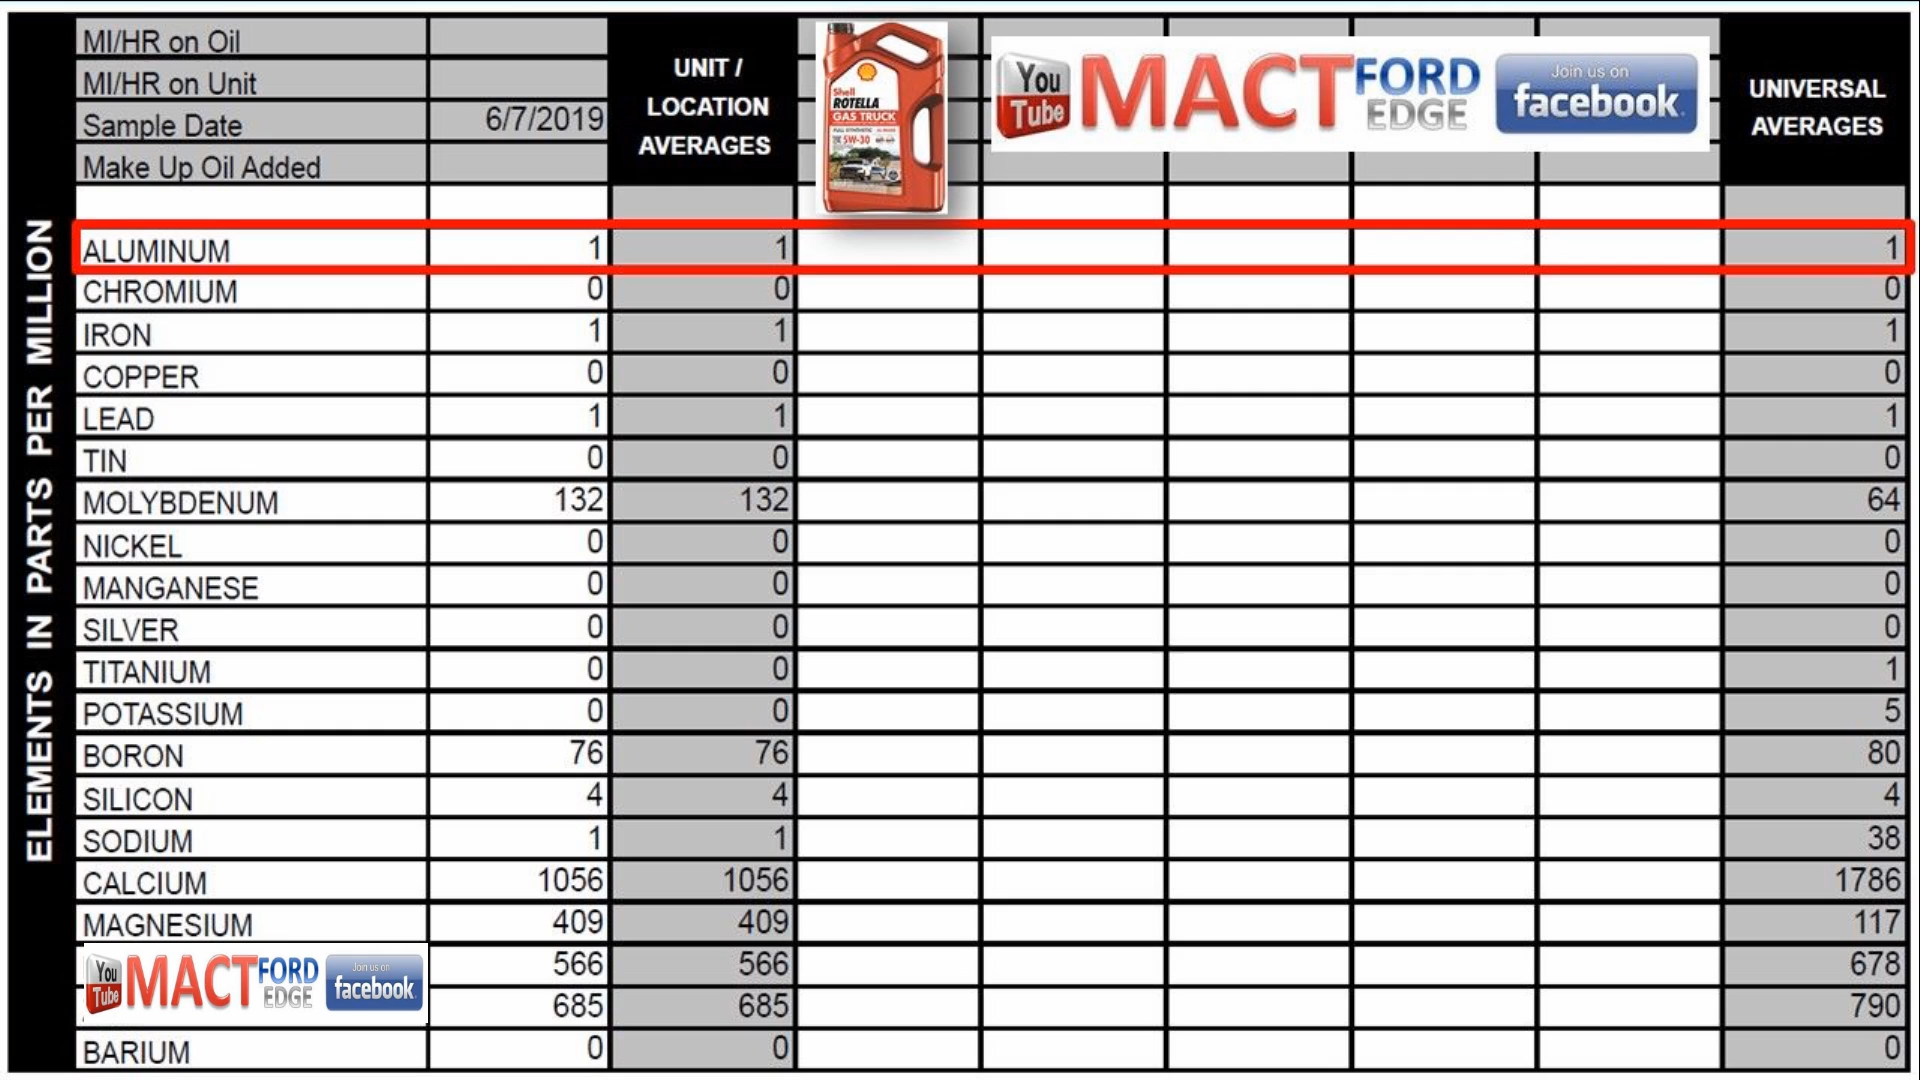 MI/HR on Oil
MI/HR on Unit
Sample Date 6/7/2019
Make Up Oil Added
UNIT /
LOCATION
AVERAGES
Shell
ROTELLA
GAS TRUCK
FULL SYNTHETIC
5W-30
You
Tube
MACT FORD
EDGE
Join us on
facebook
UNIVERSAL
AVERAGES
ELEMENTS IN PARTS PER MILLION
ALUMINUM 1 1 1
CHROMIUM 0 0 0
IRON 1 1 1
COPPER 0 0 0
LEAD 1 1 1
TIN 0 0 0
MOLYBDENUM 132 132 64
NICKEL 0 0 0
MANGANESE 0 0 0
SILVER 0 0 0
TITANIUM 0 0 1
POTASSIUM 0 0 5
BORON 76 76 80
SILICON 4 4 4
SODIUM 1 1 38
CALCIUM 1056 1056 1786
MAGNESIUM 409 409 117
566 566 678
685 685 790
You
Tube
MACT FORD
EDGE
Join us on
facebook
BARIUM 0 0 0